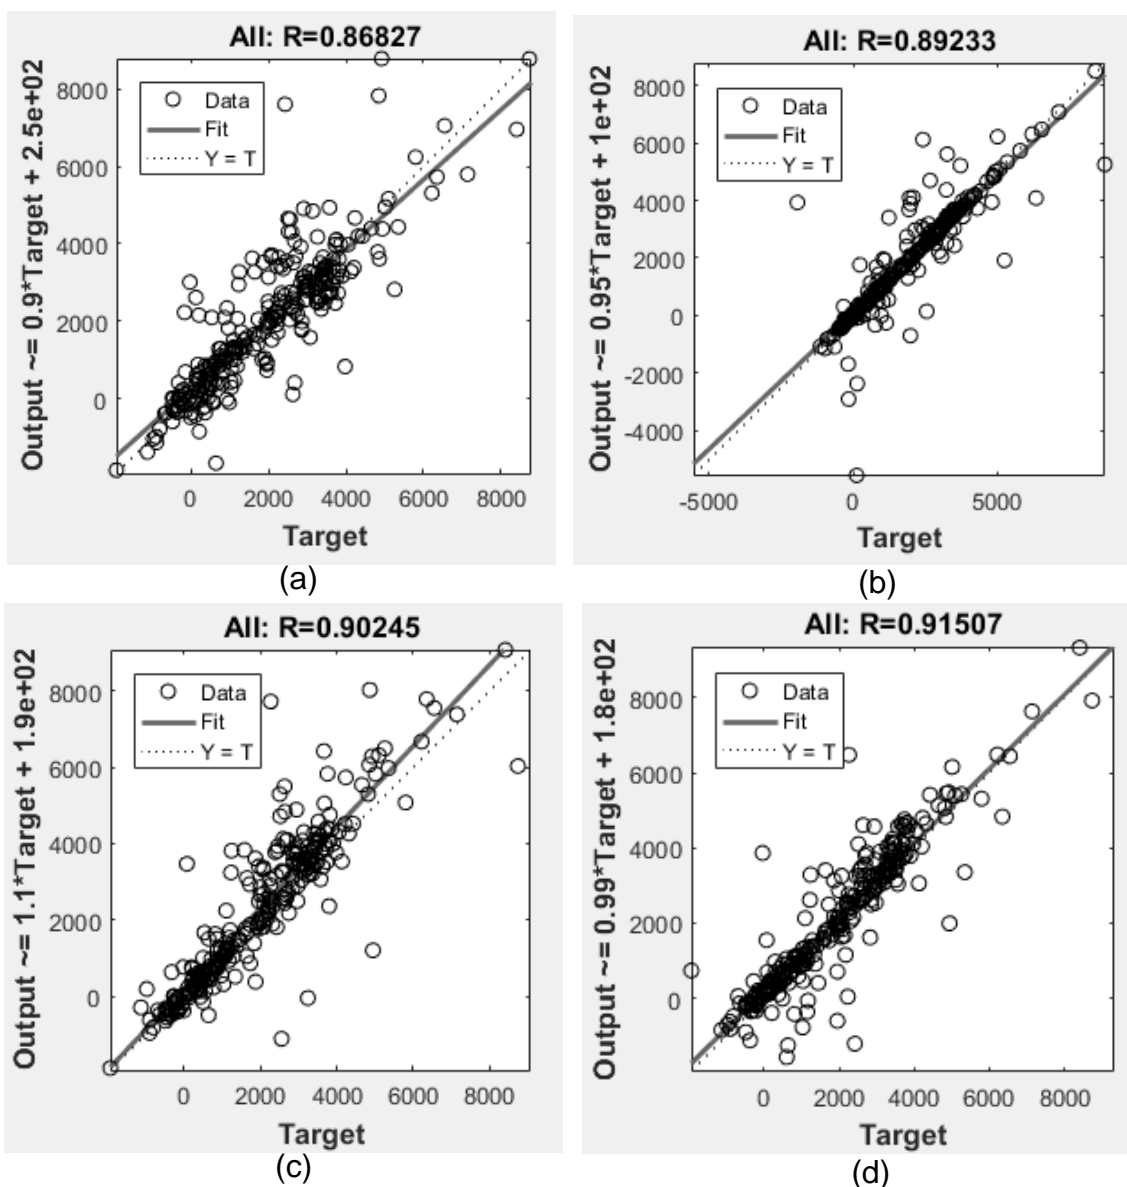 All: R=0.86827
Output ~= 0.9*Target + 2.5e+02
8000
6000
4000
2000
0
Data
Fit
Y = T
0
2000
4000
6000
8000
Target
(a)
All: R=0.89233
Output ~= 0.95*Target + 1e+02
8000
6000
4000
2000
0
-2000
-4000
Data
Fit
Y = T
-5000
0
5000
Target
(b)
All: R=0.90245
Output ~= 1.1*Target + 1.9e+02
8000
6000
4000
2000
0
Data
Fit
Y = T
0
2000
4000
6000
8000
Target
(c)
All: R=0.91507
Output ~= 0.99*Target + 1.8e+02
8000
6000
4000
2000
0
Data
Fit
Y = T
0
2000
4000
6000
8000
Target
(d)